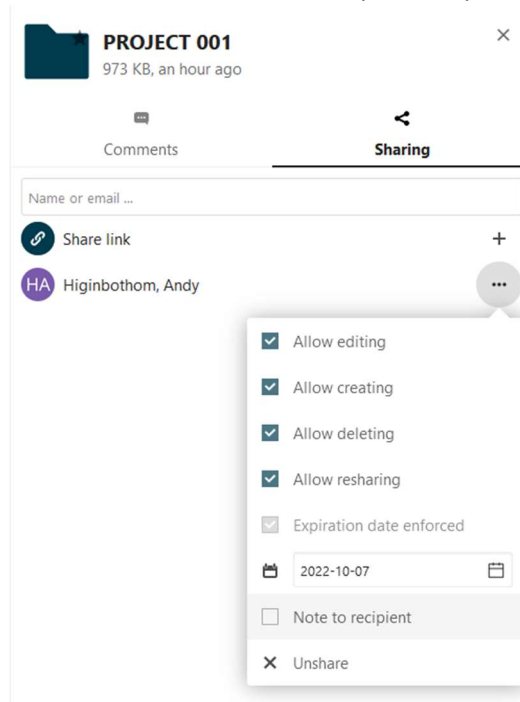 PROJECT 001
973 KB, an hour ago
Comments
Sharing
Name or email ...
Share link
HA Higinbothom, Andy
Allow editing
Allow creating
Allow deleting
Allow resharing
Expiration date enforced
2022-10-07
Note to recipient
Unshare